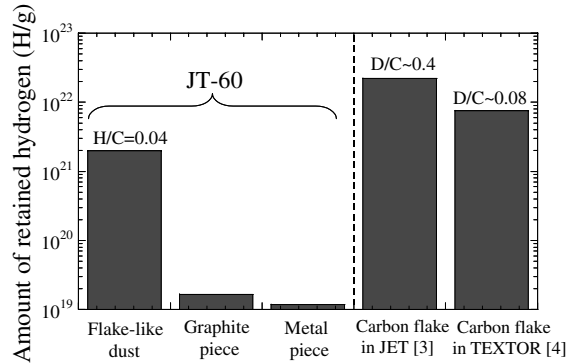 Amount of retained hydrogen (H/g)
10^23
10^22
10^21
10^20
10^19
JT-60
H/C=0.04
D/C~0.4
D/C~0.08
Flake-like
dust
Graphite
piece
Metal
piece
Carbon flake
in JET [3]
Carbon flake
in TEXTOR [4]